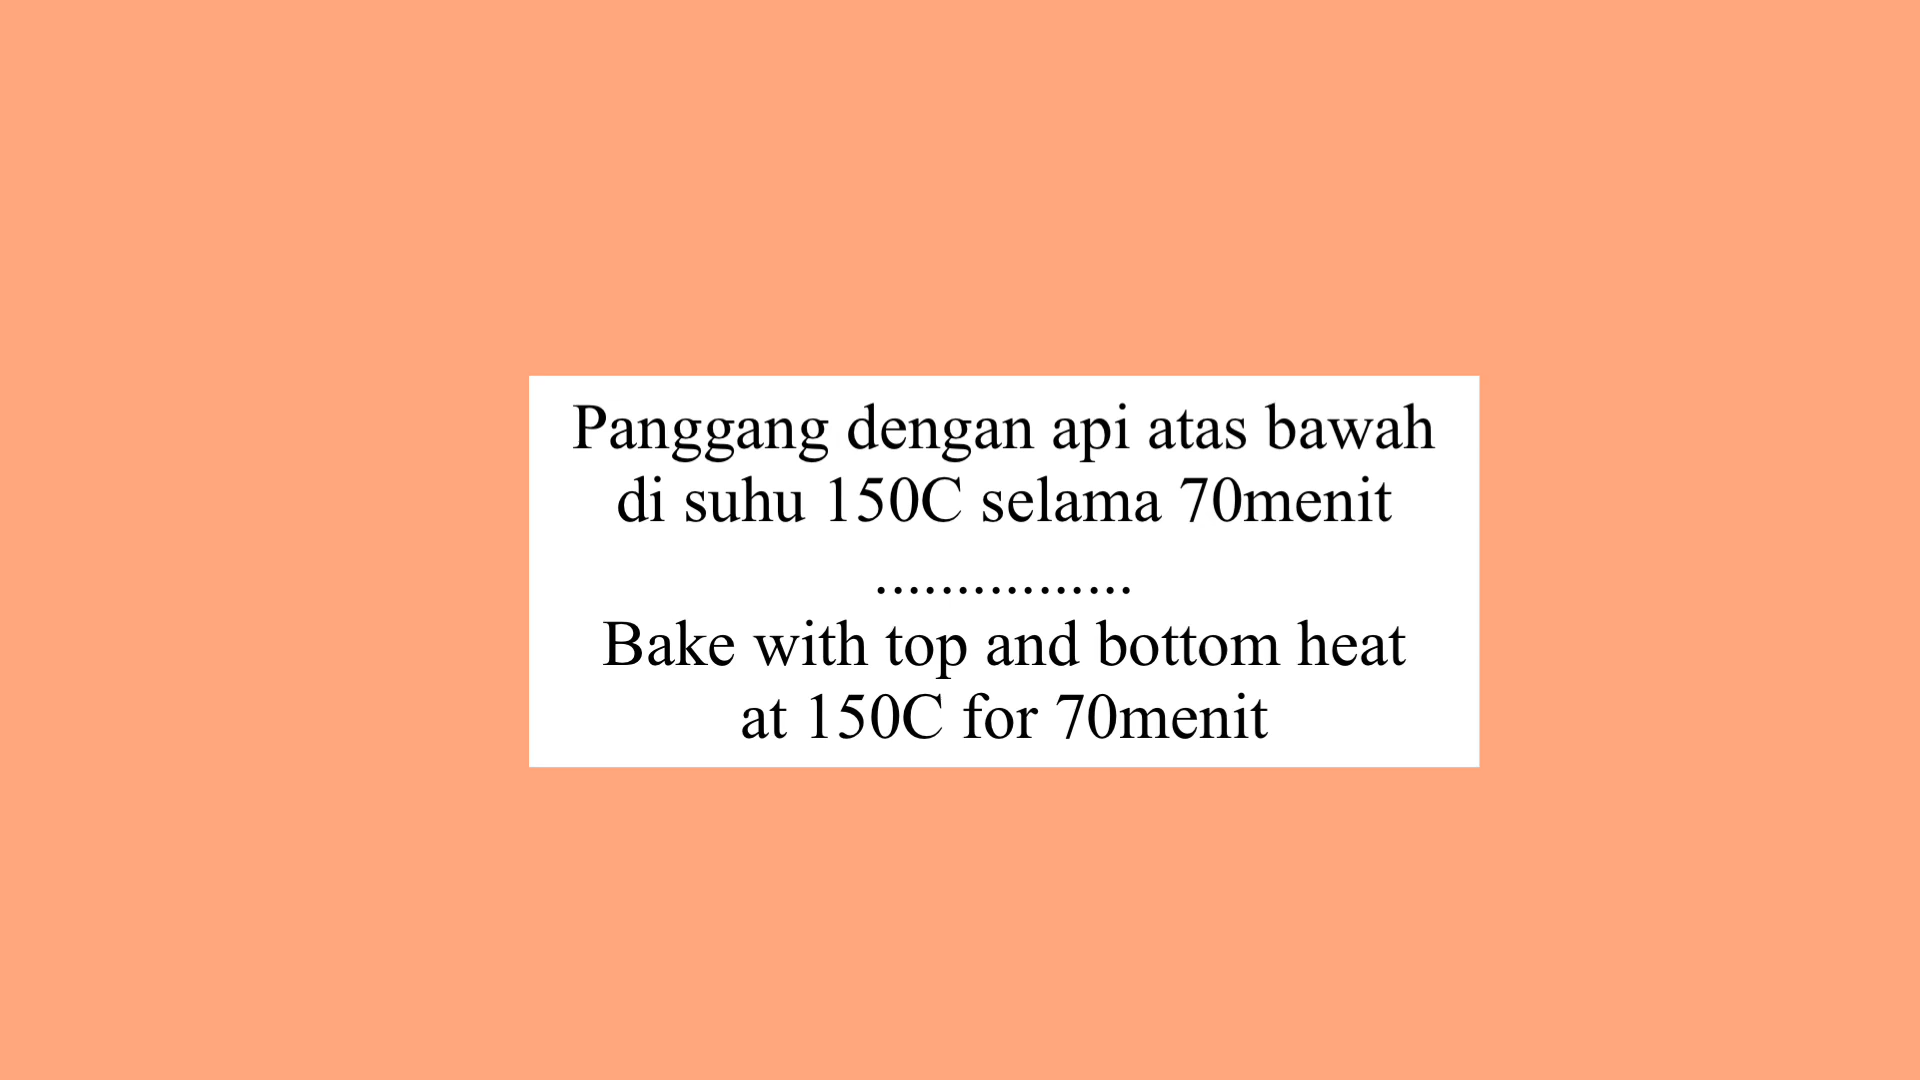 Panggang dengan api atas bawah
di suhu 150C selama 70menit
................
Bake with top and bottom heat
at 150C for 70menit